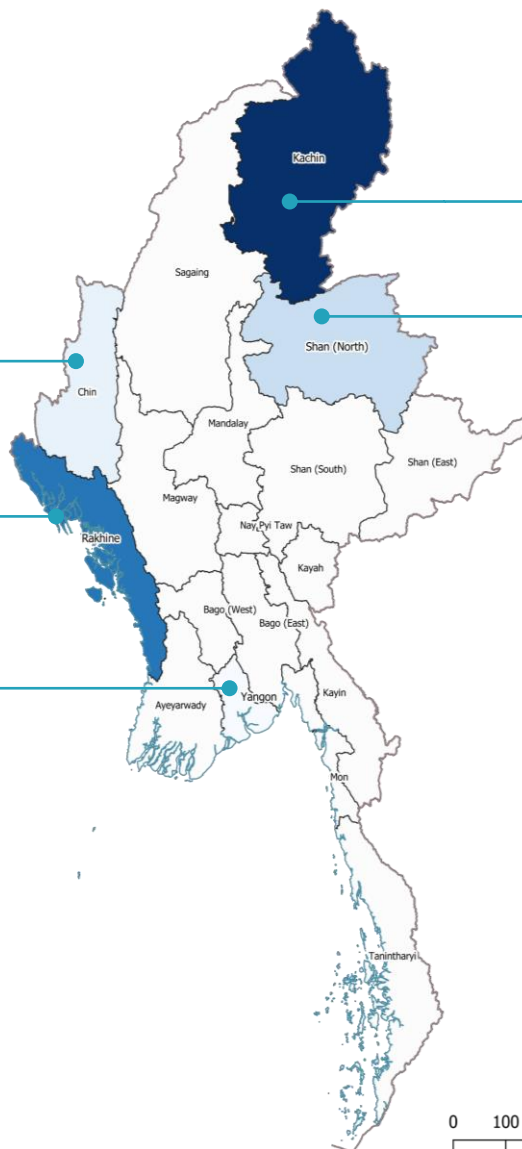 Kachin
Sagaing
Shan (North)
Chin
Mandalay
Shan (South)
Shan (East)
Magway
Nay Pyi Taw
Rakhine
Kayah
Bago (West)
Bago (East)
Kayin
Yangon
Ayeyarwady
Mon
Tanintharyi
0 100